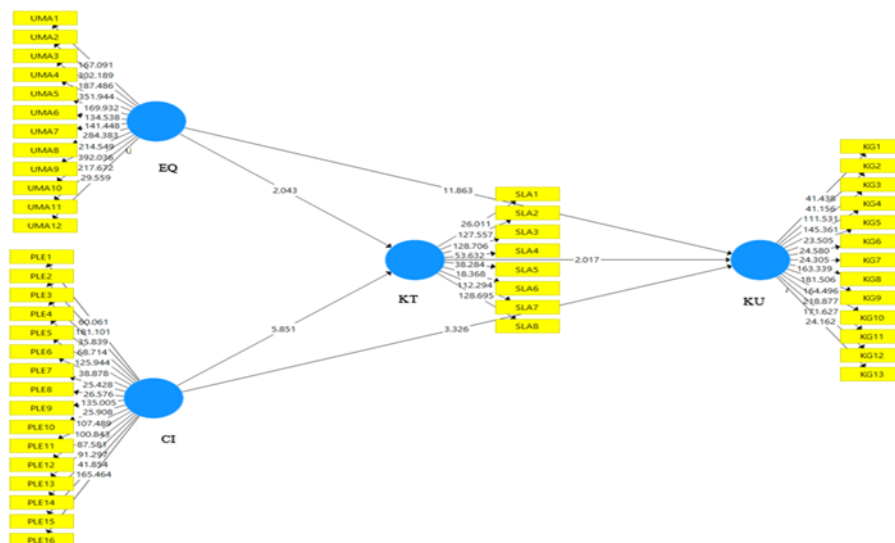 UMA1
UMA2
UMA3
UMA4
UMA5
UMA6
UMA7
UMA8
UMA9
UMA10
UMA11
UMA12
167.091
302.189
187.486
351.944
169.932
134.538
141.448
284.383
214.549
392.036
217.672
29.559
U
EQ
2.043
11.863
PLE1
PLE2
PLE3
PLE4
PLE5
PLE6
PLE7
PLE8
PLE9
PLE10
PLE11
PLE12
PLE13
PLE14
PLE15
PLE16
60.061
181.101
35.839
68.714
125.944
38.878
25.428
26.576
135.005
25.908
107.489
100.843
87.581
91.297
41.854
165.464
CI
5.851
3.326
KT
26.011
127.557
128.706
53.632
38.284
18.368
112.294
128.695
SLA1
SLA2
SLA3
SLA4
SLA5
SLA6
SLA7
SLA8
2.017
KU
41.438
41.156
111.531
145.361
23.505
24.580
24.305
163.339
181.506
164.496
218.877
171.627
24.162
KG1
KG2
KG3
KG4
KG5
KG6
KG7
KG8
KG9
KG10
KG11
KG12
KG13